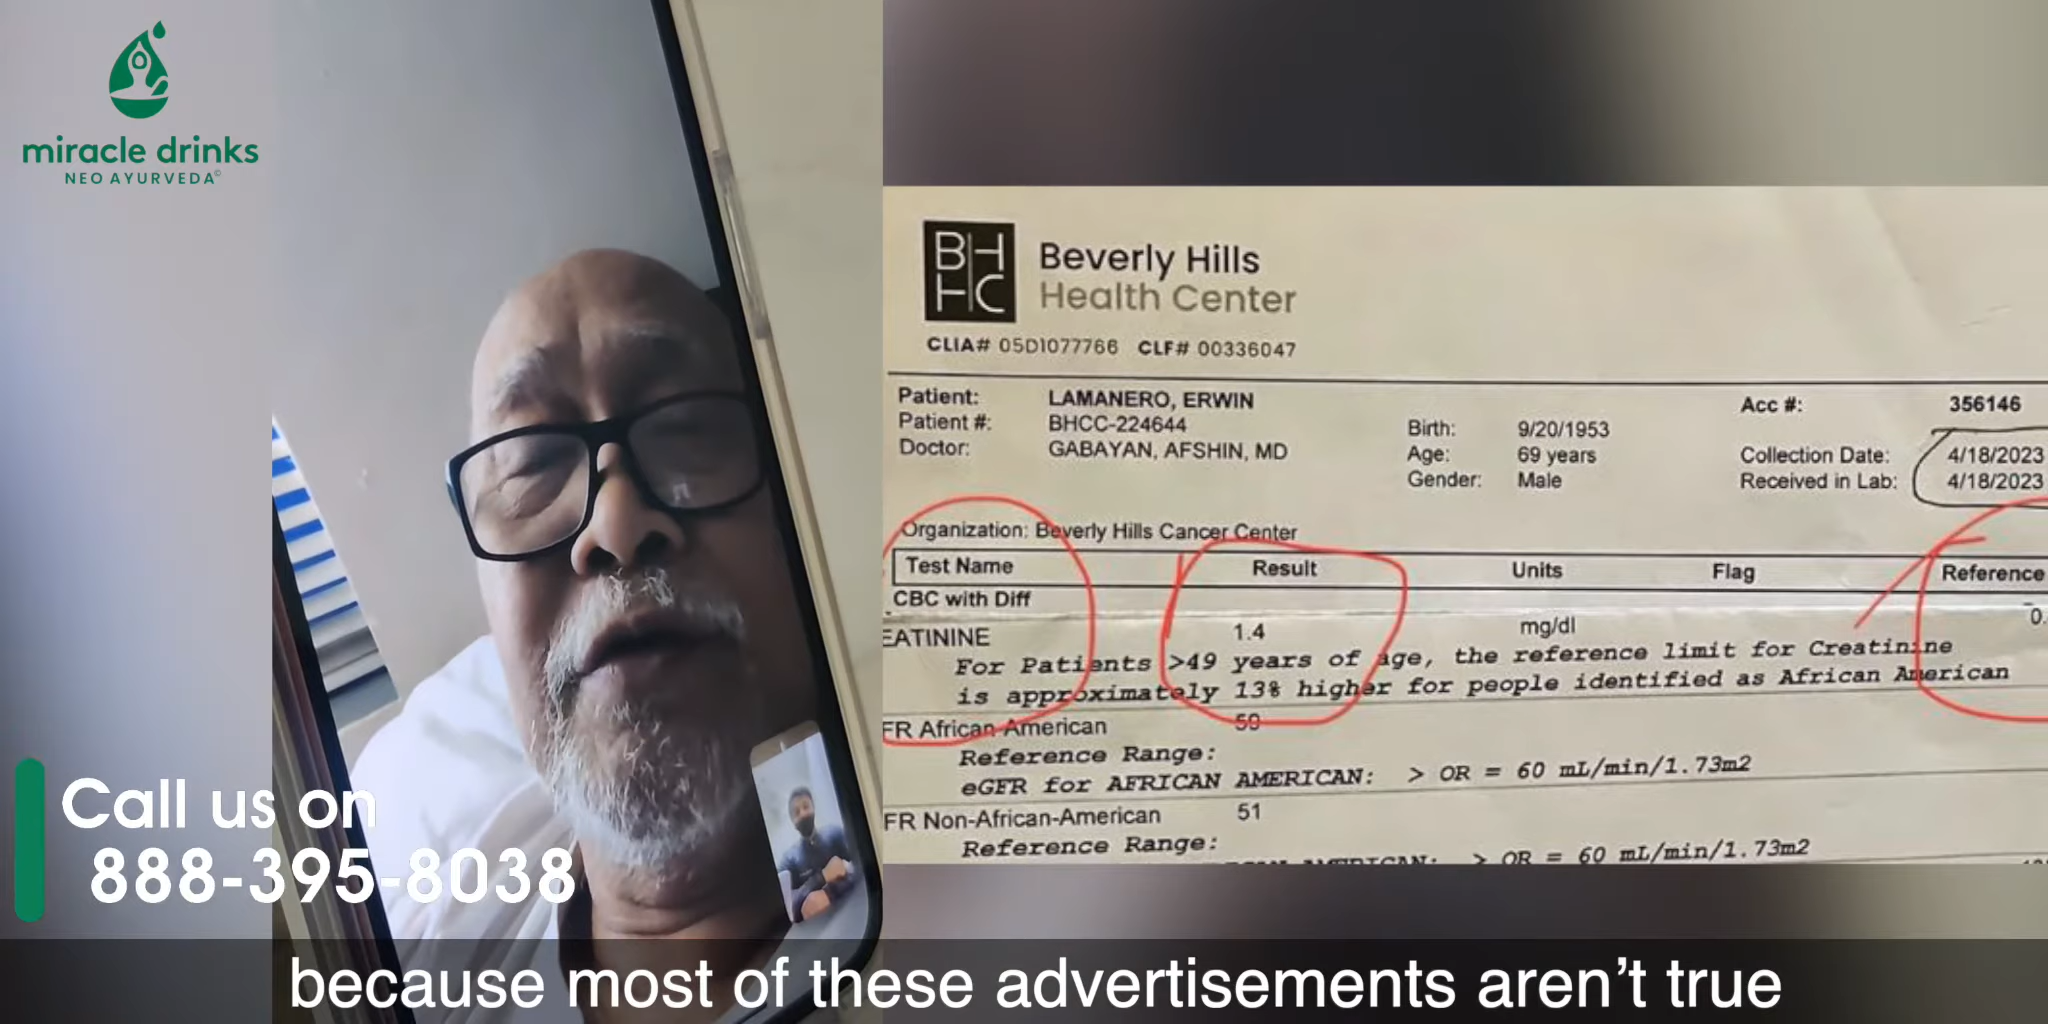 miracle drinks
NEO AYURVEDA©
Call us on
888-395-8038
BH
HC
Beverly Hills
Health Center
CLIA# 05D1077766 CLF# 00336047
Patient: LAMANERO, ERWIN
Patient #: BHCC-224644
Doctor: GABAYAN, AFSHIN, MD
Birth: 9/20/1953
Age: 69 years
Gender: Male
Acc #: 356146
Collection Date: 4/18/2023
Received in Lab: 4/18/2023
Organization: Beverly Hills Cancer Center
Test Name Result Units Flag Reference
CBC with Diff
EATININE 1.4 mg/dl 0.
For Patients >49 years of age, the reference limit for Creatinine
is approximately 13% higher for people identified as African American
FR African-American 59
Reference Range:
eGFR for AFRICAN AMERICAN: > OR = 60 mL/min/1.73m2
FR Non-African-American 51
Reference Range:
AMERICAN: > OR = 60 mL/min/1.73m2
because most of these advertisements aren't true